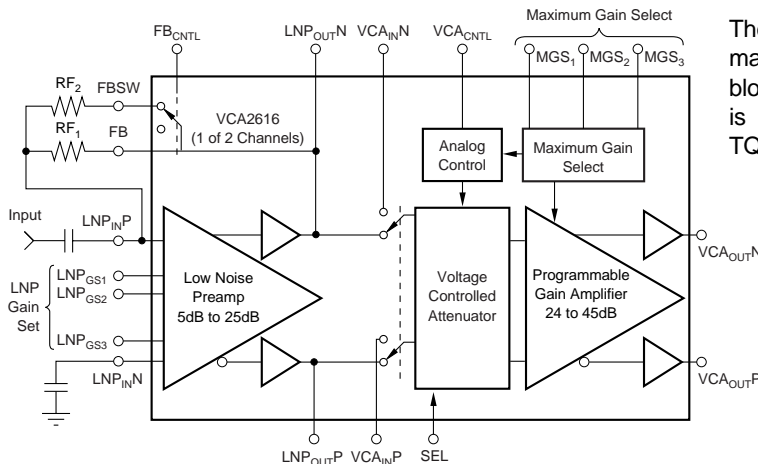 Maximum Gain Select
FB_CNTL
LNP_OUTN
VCA_INN
VCA_CNTL
MGS_1
MGS_2
MGS_3
RF_2
FBSW
RF_1
FB
VCA2616
(1 of 2 Channels)
Analog
Control
Maximum Gain
Select
Input
LNP_INP
LNP
Gain
Set
LNP_GS1
LNP_GS2
LNP_GS3
LNP_INN
Low Noise
Preamp
5dB to 25dB
Voltage
Controlled
Attenuator
Programmable
Gain Amplifier
24 to 45dB
VCA_OUTN
VCA_OUTP
LNP_OUTP
VCA_INP
SEL
The
ma
blo
is
TQ